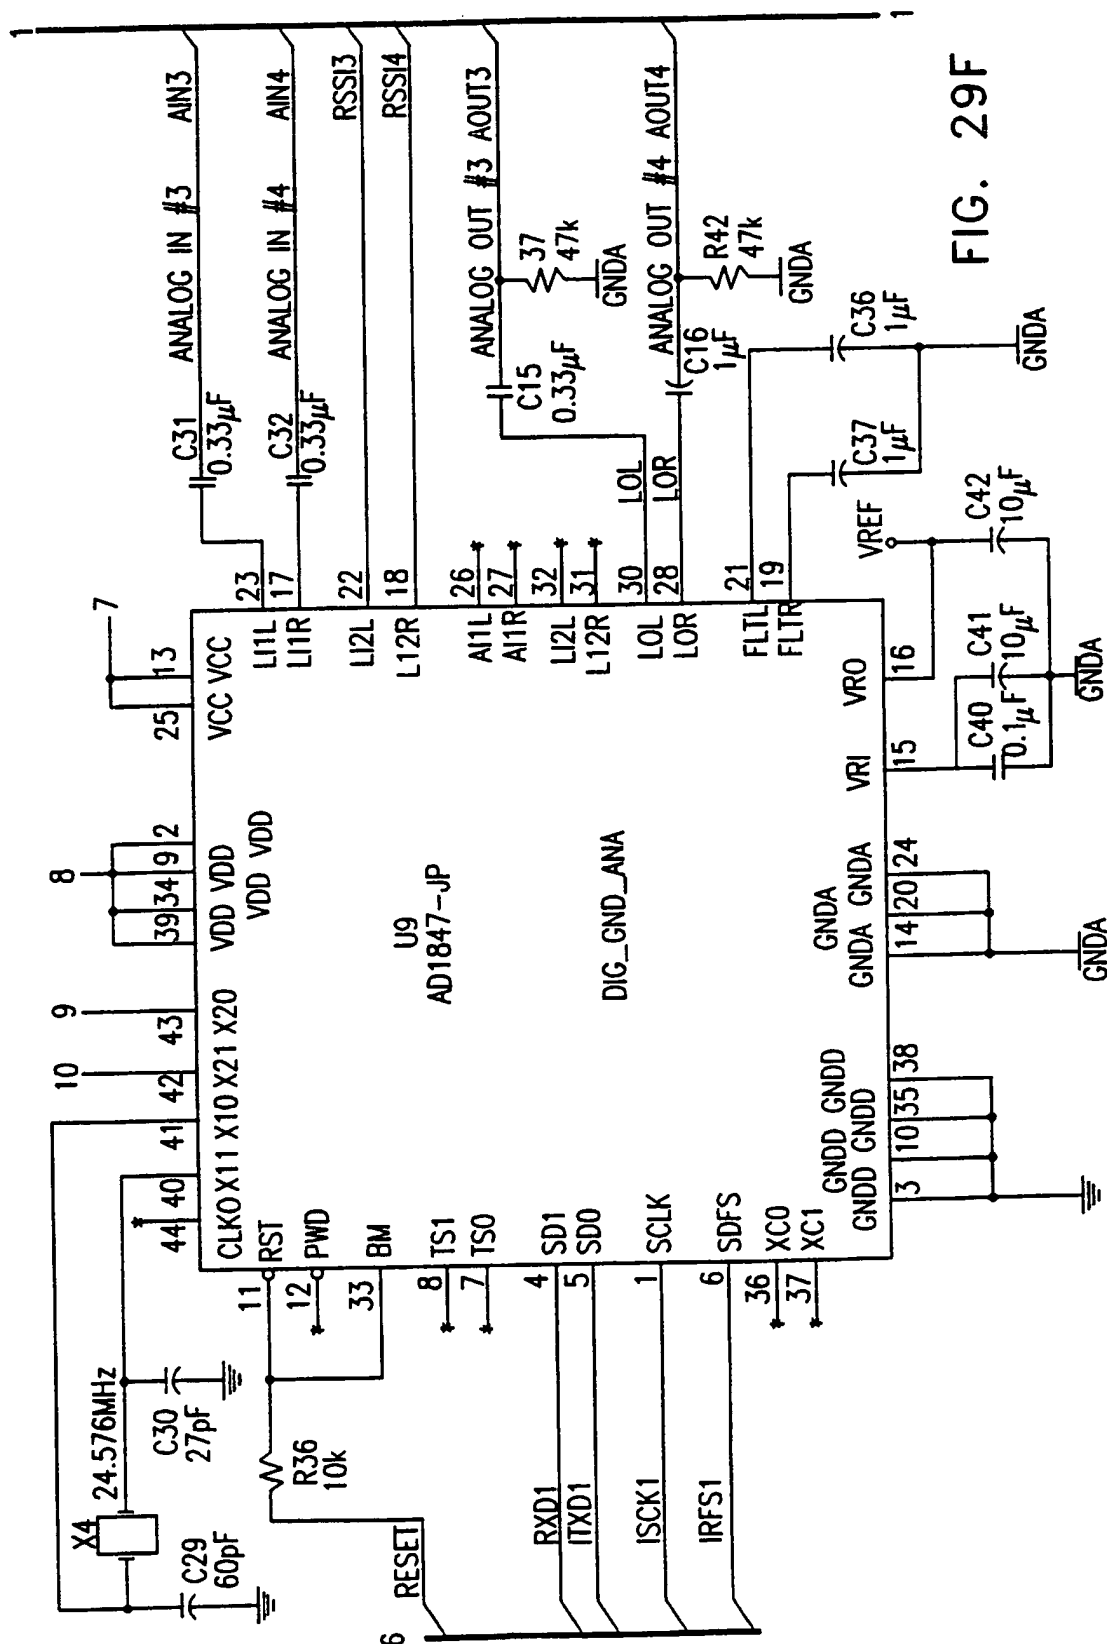 FIG. 29F
1
1
AIN3
ANALOG IN #3
C31
0.33µF
AIN4
ANALOG IN #4
C32
0.33µF
RSSI3
RSSI4
ANALOG OUT #3 AOUT3
37
47k
GNDA
C15
0.33µF
ANALOG OUT #4 AOUT4
R42
47k
GNDA
C16
1µF
LOL
LOR
C36
1µF
C37
1µF
GNDA
VREF
C42
10µF
C41
10µF
C40
0.1µF
GNDA
23
17
22
18
26
27
32
31
30
28
21
19
LI1L
LI1R
LI2L
L12R
AI1L
AI1R
LI2L
L12R
LOL
LOR
FLTL
FLTR
7
13
25
VCC VCC
8
2
9
34
39
VDD VDD
VDD VDD
9
43
10
42
41
40
44
CLKO X11 X10 X21 X20
U9
AD1847-JP
DIG_GND_ANA
16
VRO
15
VRI
24
20
14
GNDA
GNDA GNDA
GNDA
38
35
10
3
GNDD GNDD
GNDD GNDD
RST
PWD
BM
TS1
TS0
SD1
SD0
SCLK
SDFS
XC0
XC1
11
12
33
8
7
4
5
1
6
36
37
24.576MHz
X4
C30
27pF
C29
60pF
R36
10k
RESET
RXD1
ITXD1
ISCK1
IRFS1
6